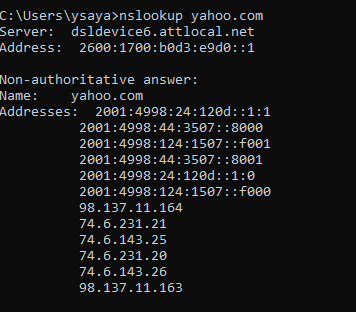 C:\Users\ysaya>nslookup yahoo.com
Server:  dsldevice6.attlocal.net
Address:  2600:1700:b0d3:e9d0::1

Non-authoritative answer:
Name:    yahoo.com
Addresses:  2001:4998:24:120d::1:1
          2001:4998:44:3507::8000
          2001:4998:124:1507::f001
          2001:4998:44:3507::8001
          2001:4998:24:120d::1:0
          2001:4998:124:1507::f000
          98.137.11.164
          74.6.231.21
          74.6.143.25
          74.6.231.20
          74.6.143.26
          98.137.11.163